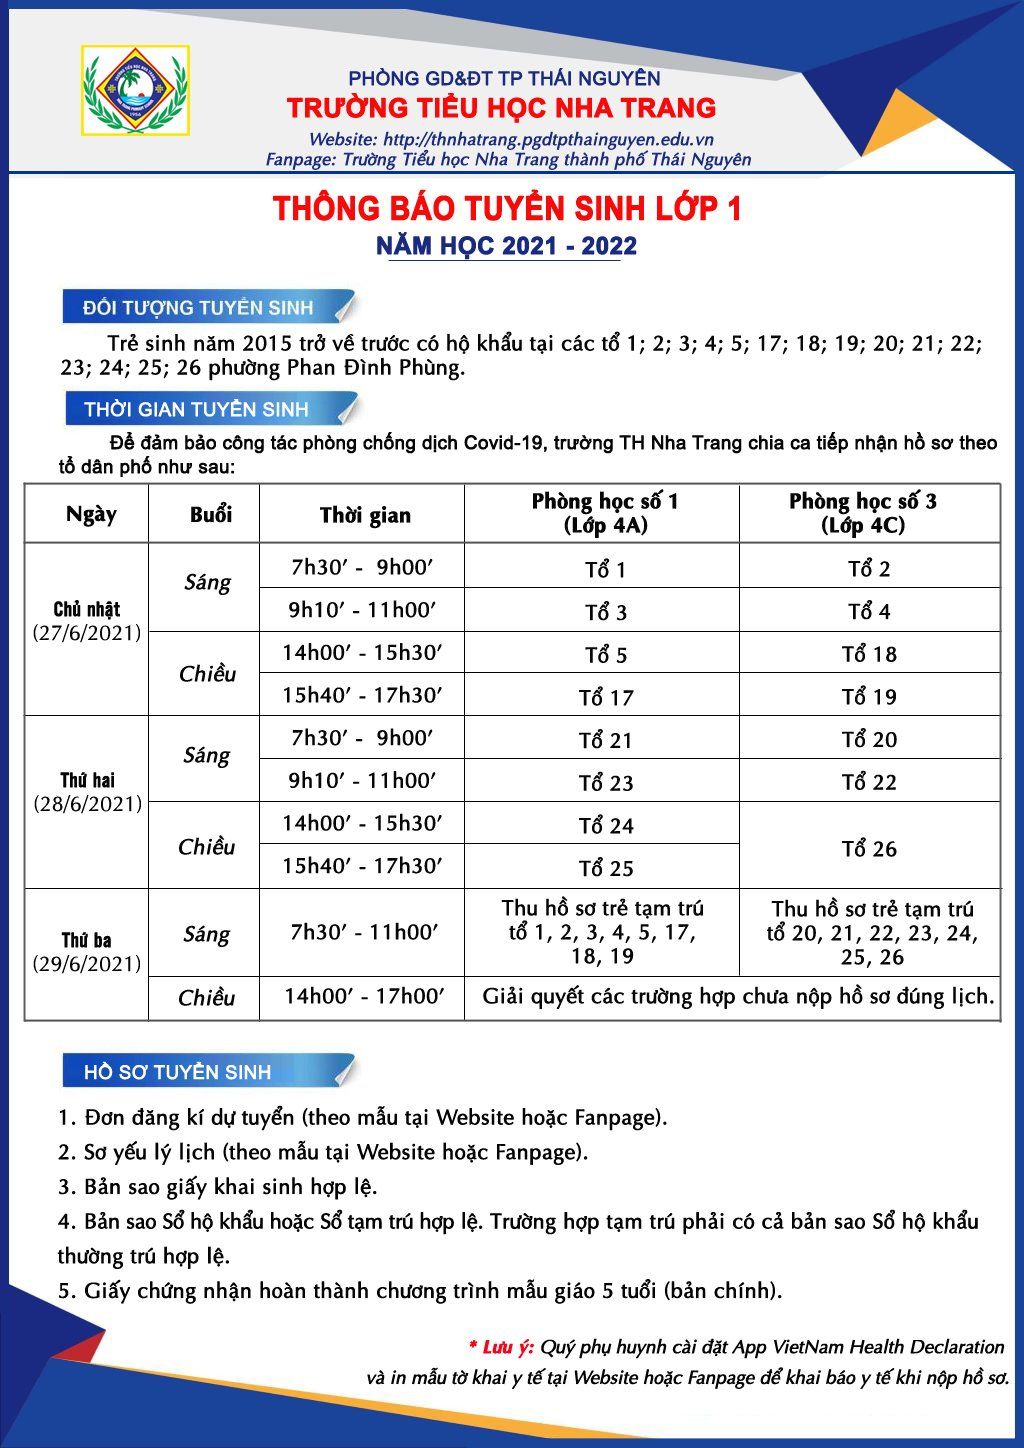 PHÒNG GD&ĐT TP THÁI NGUYÊN
TRƯỜNG TIỂU HỌC NHA TRANG
Website: http://thnhatrang.pgdtpthainguyen.edu.vn
Fanpage: Trường Tiểu học Nha Trang thành phố Thái Nguyên
THÔNG BÁO TUYỂN SINH LỚP 1
NĂM HỌC 2021 - 2022
ĐỐI TƯỢNG TUYỂN SINH
Trẻ sinh năm 2015 trở về trước có hộ khẩu tại các tổ 1; 2; 3; 4; 5; 17; 18; 19; 20; 21; 22;
23; 24; 25; 26 phường Phan Đình Phùng.
THỜI GIAN TUYỂN SINH
Để đảm bảo công tác phòng chống dịch Covid-19, trường TH Nha Trang chia ca tiếp nhận hồ sơ theo
tổ dân phố như sau:
Ngày Buổi Thời gian Phòng học số 1 (Lớp 4A) Phòng học số 3 (Lớp 4C)
Chủ nhật (27/6/2021) Sáng 7h30’ - 9h00’ Tổ 1 Tổ 2
9h10’ - 11h00’ Tổ 3 Tổ 4
Chiều 14h00’ - 15h30’ Tổ 5 Tổ 18
15h40’ - 17h30’ Tổ 17 Tổ 19
Thứ hai (28/6/2021) Sáng 7h30’ - 9h00’ Tổ 21 Tổ 20
9h10’ - 11h00’ Tổ 23 Tổ 22
Chiều 14h00’ - 15h30’ Tổ 24 Tổ 26
15h40’ - 17h30’ Tổ 25
Thứ ba (29/6/2021) Sáng 7h30’ - 11h00’ Thu hồ sơ trẻ tạm trú tổ 1, 2, 3, 4, 5, 17, 18, 19 Thu hồ sơ trẻ tạm trú tổ 20, 21, 22, 23, 24, 25, 26
Chiều 14h00’ - 17h00’ Giải quyết các trường hợp chưa nộp hồ sơ đúng lịch.
HỒ SƠ TUYỂN SINH
1. Đơn đăng kí dự tuyển (theo mẫu tại Website hoặc Fanpage).
2. Sơ yếu lý lịch (theo mẫu tại Website hoặc Fanpage).
3. Bản sao giấy khai sinh hợp lệ.
4. Bản sao Sổ hộ khẩu hoặc Sổ tạm trú hợp lệ. Trường hợp tạm trú phải có cả bản sao Sổ hộ khẩu
thường trú hợp lệ.
5. Giấy chứng nhận hoàn thành chương trình mẫu giáo 5 tuổi (bản chính).
* Lưu ý: Quý phụ huynh cài đặt App VietNam Health Declaration
và in mẫu tờ khai y tế tại Website hoặc Fanpage để khai báo y tế khi nộp hồ sơ.